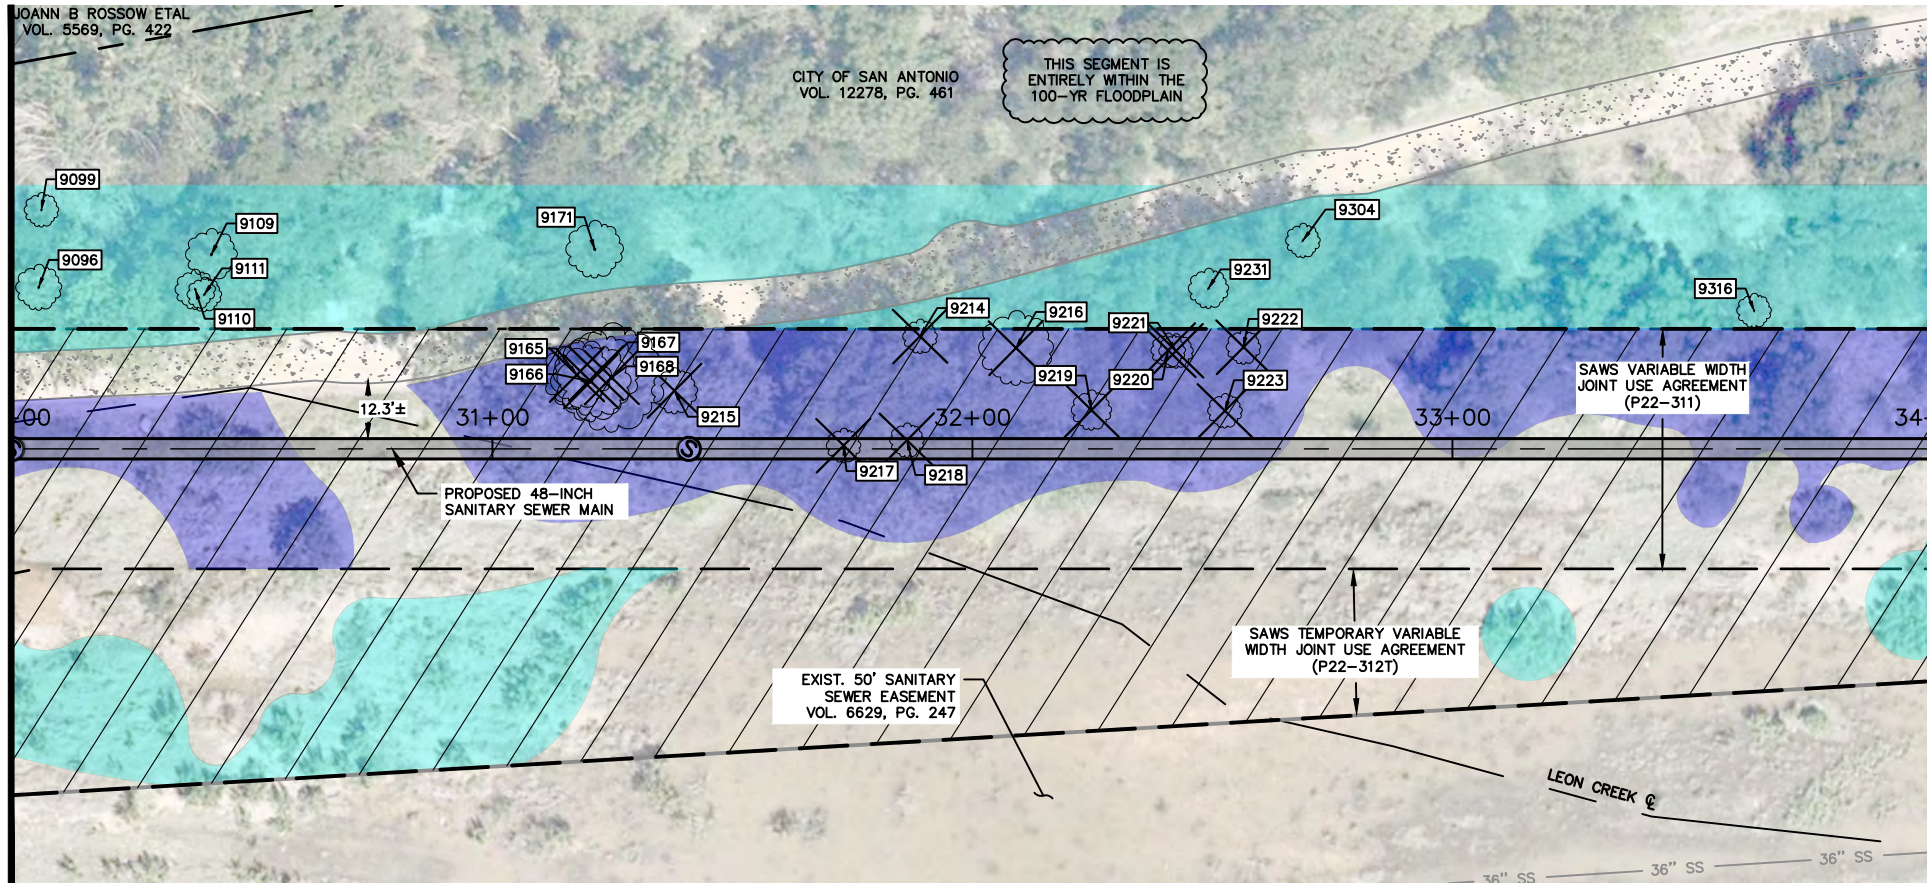 JOANN B ROSSOW ETAL
VOL. 5569, PG. 422
CITY OF SAN ANTONIO
VOL. 12278, PG. 461
THIS SEGMENT IS
ENTIRELY WITHIN THE
100-YR FLOODPLAIN
9099
9109
9171
9304
9096
9111
9231
9110
9316
9214
9216
9221
9222
9165
9167
9166
9168
9219
9220
9223
9215
SAWS VARIABLE WIDTH
JOINT USE AGREEMENT
(P22-311)
12.3'±
00
31+00
32+00
33+00
34
S
S
9217
9218
PROPOSED 48-INCH
SANITARY SEWER MAIN
SAWS TEMPORARY VARIABLE
WIDTH JOINT USE AGREEMENT
(P22-312T)
EXIST. 50' SANITARY
SEWER EASEMENT
VOL. 6629, PG. 247
LEON CREEK ℄
36" SS
36" SS
36" SS